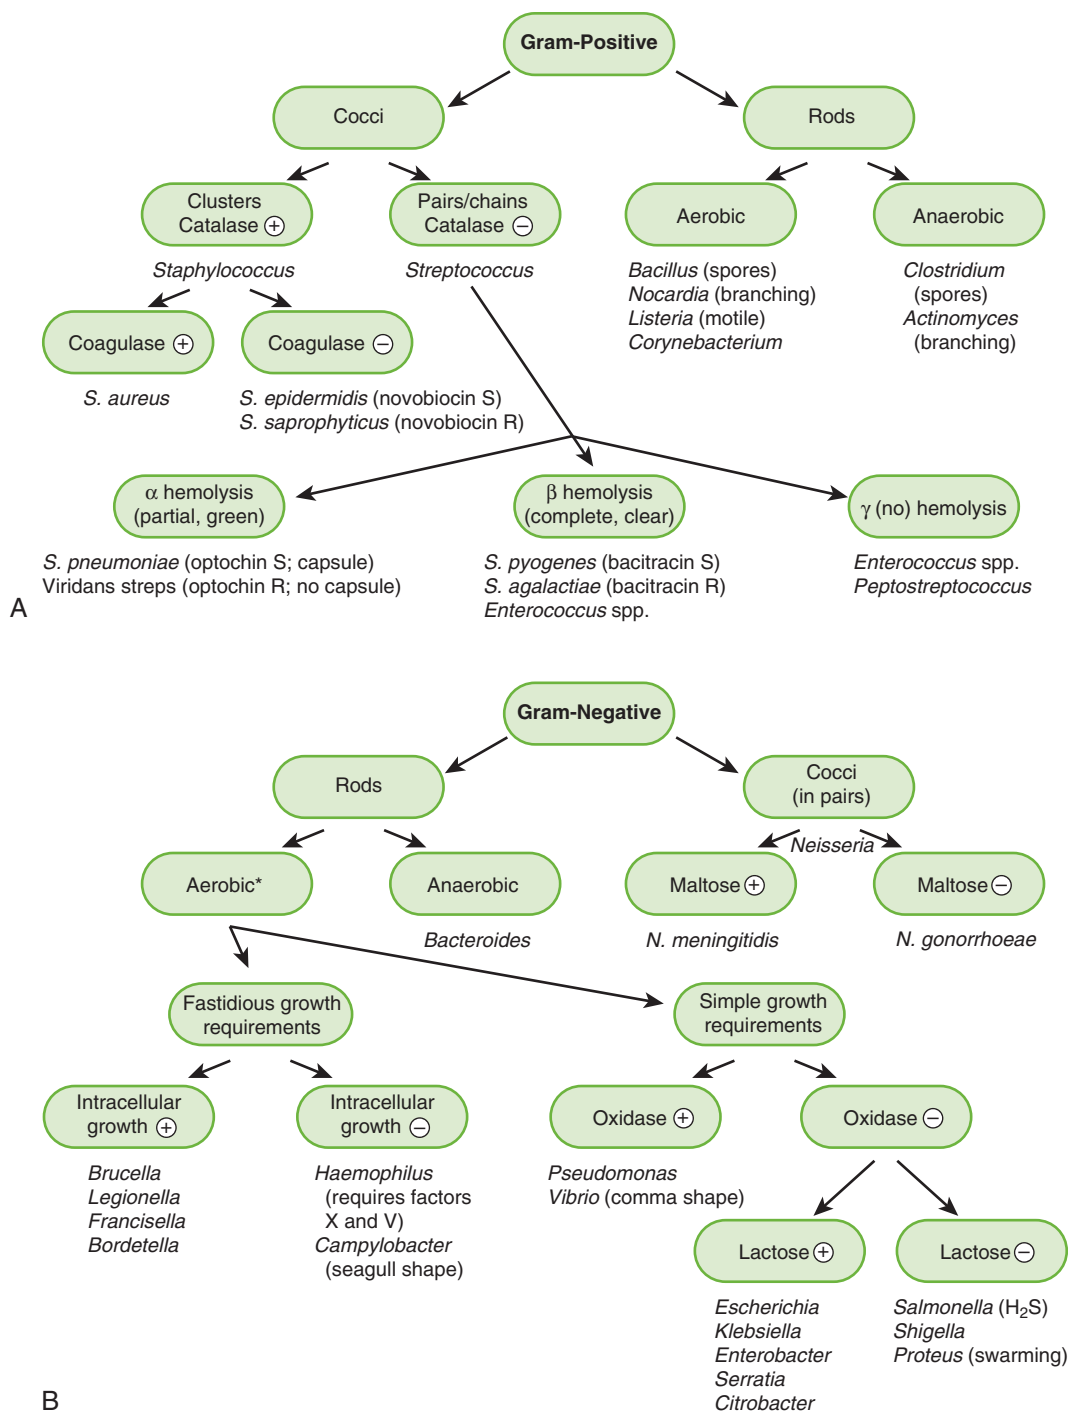 Gram-Positive
Cocci
Rods
Clusters
Catalase ⊕
Pairs/chains
Catalase ⊖
Aerobic
Anaerobic
Staphylococcus
Streptococcus
Bacillus (spores)
Nocardia (branching)
Listeria (motile)
Corynebacterium
Clostridium
(spores)
Actinomyces
(branching)
Coagulase ⊕
Coagulase ⊖
S. aureus
S. epidermidis (novobiocin S)
S. saprophyticus (novobiocin R)
α hemolysis
(partial, green)
β hemolysis
(complete, clear)
γ (no) hemolysis
S. pneumoniae (optochin S; capsule)
Viridans streps (optochin R; no capsule)
S. pyogenes (bacitracin S)
S. agalactiae (bacitracin R)
Enterococcus spp.
Enterococcus spp.
Peptostreptococcus
A
Gram-Negative
Rods
Cocci
(in pairs)
Neisseria
Aerobic*
Anaerobic
Maltose ⊕
Maltose ⊖
Bacteroides
N. meningitidis
N. gonorrhoeae
Fastidious growth
requirements
Simple growth
requirements
Intracellular
growth ⊕
Intracellular
growth ⊖
Oxidase ⊕
Oxidase ⊖
Brucella
Legionella
Francisella
Bordetella
Haemophilus
(requires factors
X and V)
Campylobacter
(seagull shape)
Pseudomonas
Vibrio (comma shape)
Lactose ⊕
Lactose ⊖
Escherichia
Klebsiella
Enterobacter
Serratia
Citrobacter
Salmonella (H₂S)
Shigella
Proteus (swarming)
B